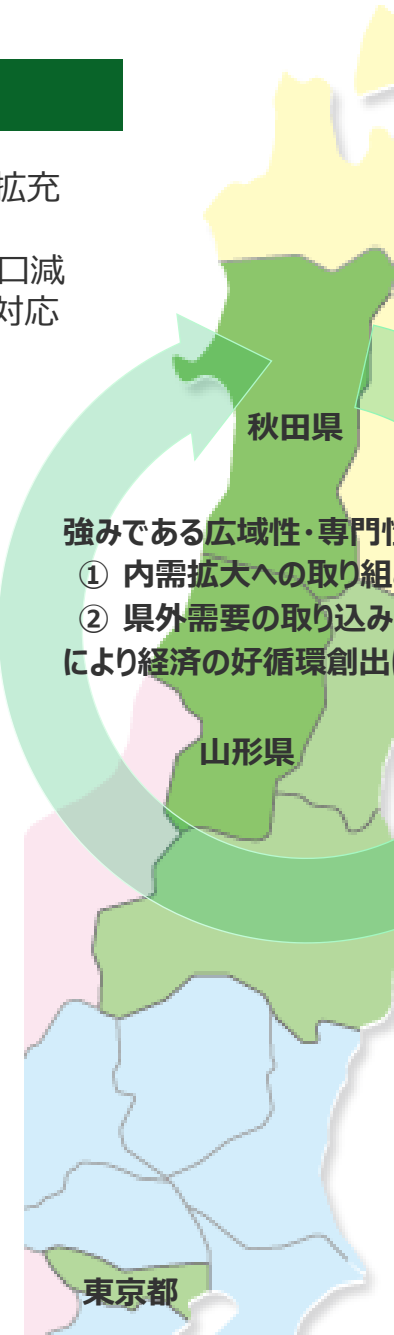 拡充
口減
対応
秋田県
強みである広域性・専門性
① 内需拡大への取り組
② 県外需要の取り込み
により経済の好循環創出
山形県
東京都